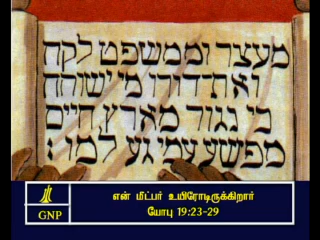 מעצר וממשפט לקח
ואת דורו מי ישוחח
כי נגזר מארץ חיים
מפשע עמי נגע למו:
என் மீட்பர் உயிரோடிருக்கிறார்
யோபு 19:23-29
GNP